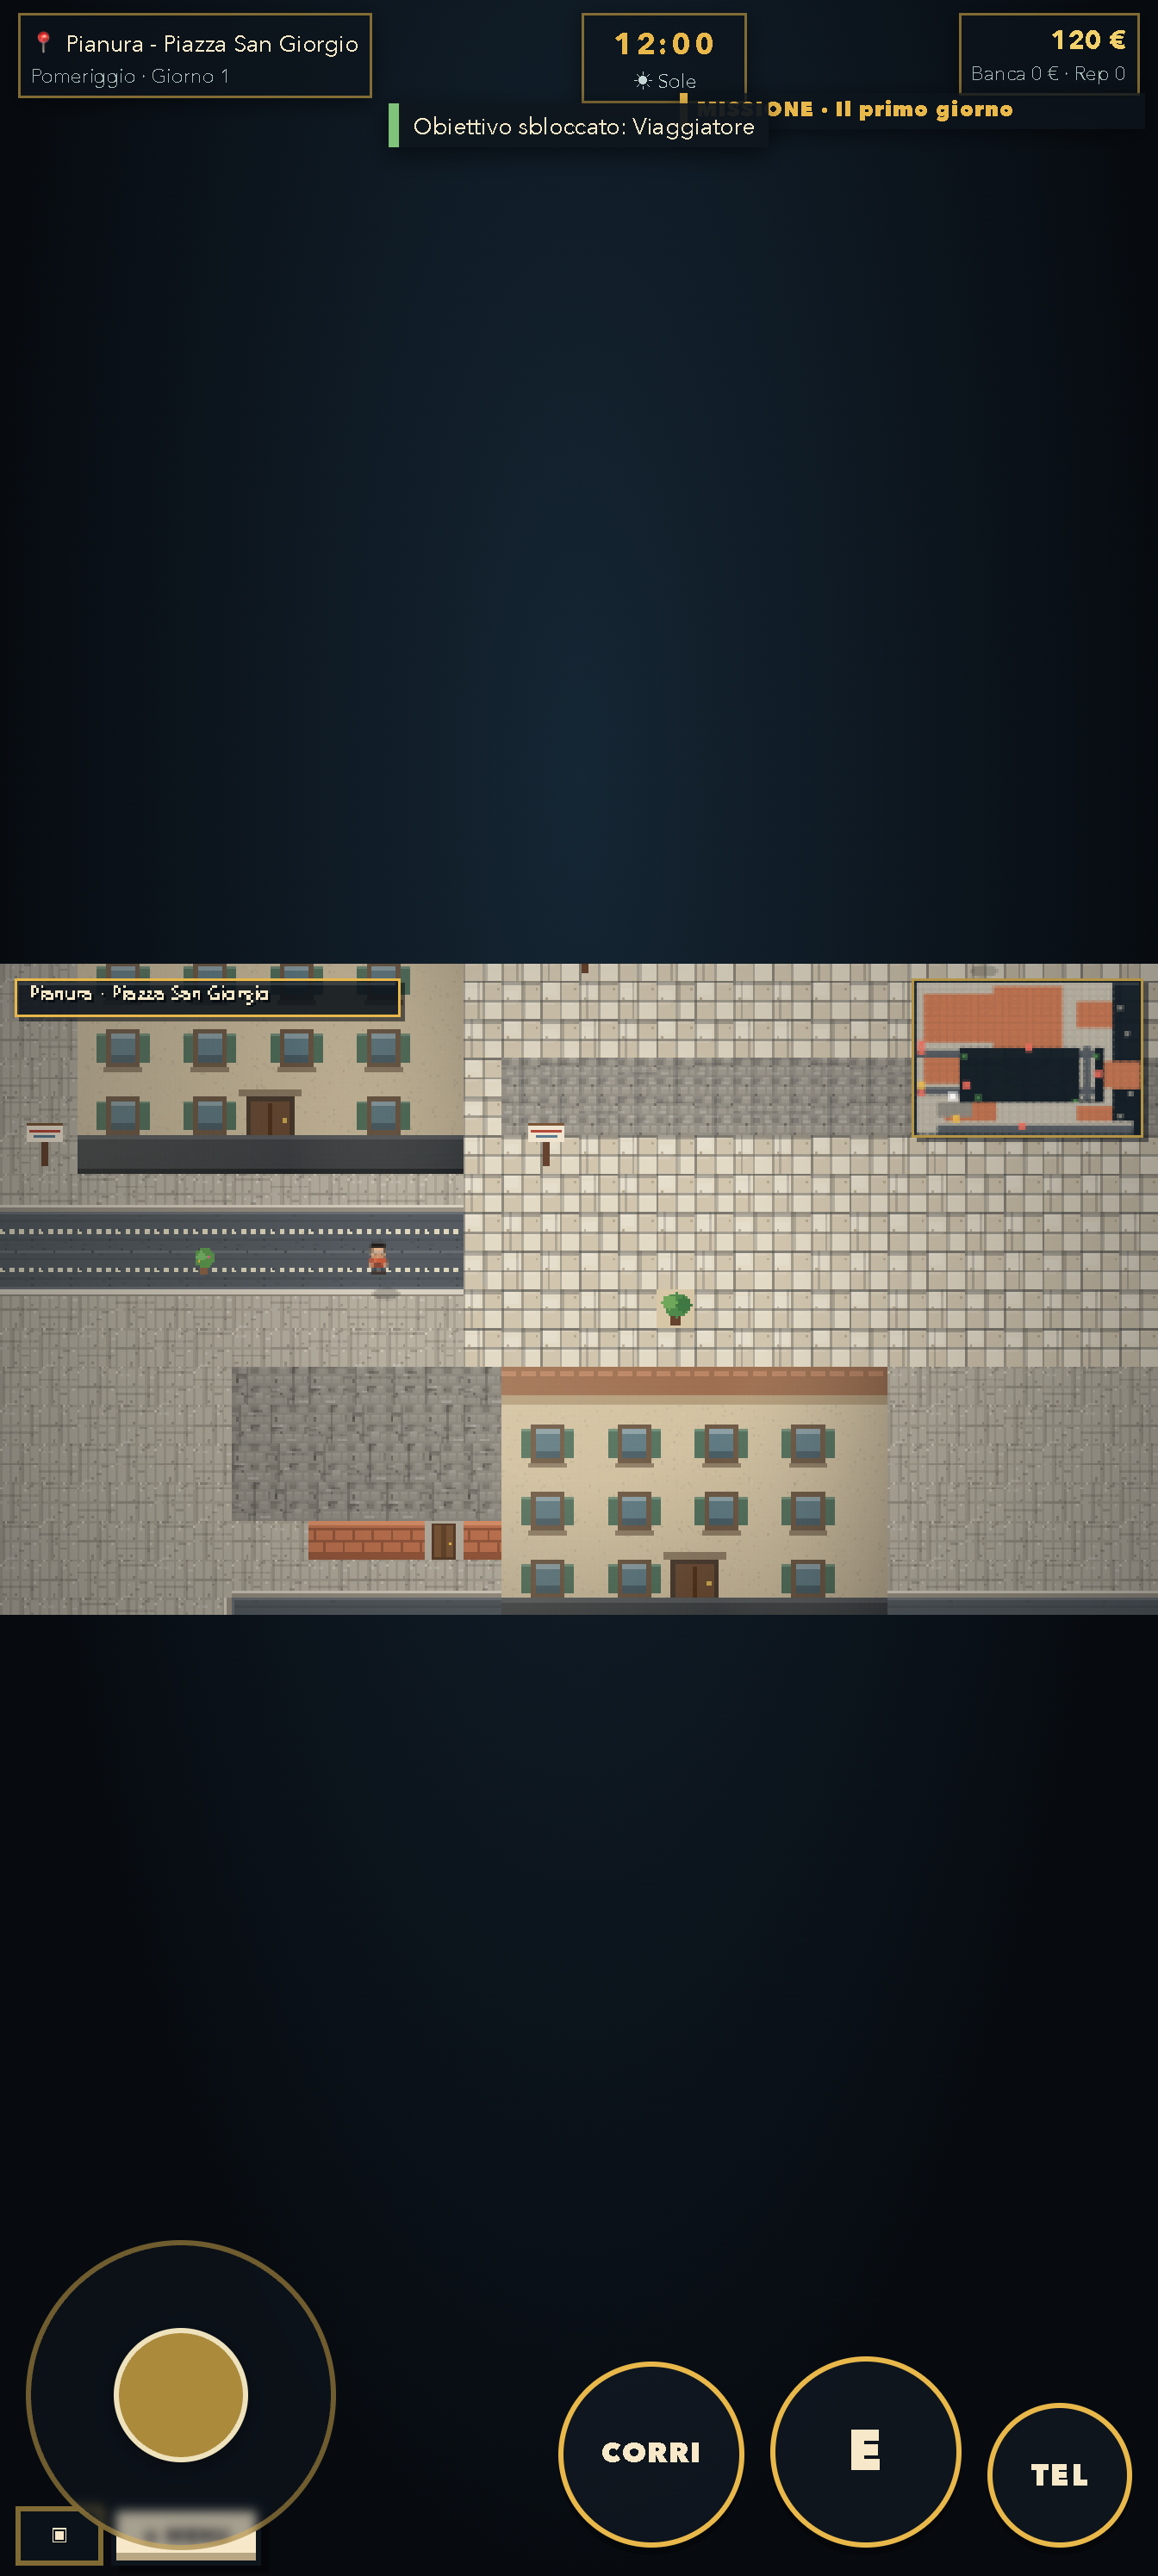 Pianura - Piazza San Giorgio
Pomeriggio · Giorno 1
12:00
☀ Sole
120 €
Banca 0 € · Rep 0
MISSIONE · Il primo giorno
Obiettivo sbloccato: Viaggiatore
Pianura · Piazza San Giorgio
CORRI
E
TEL